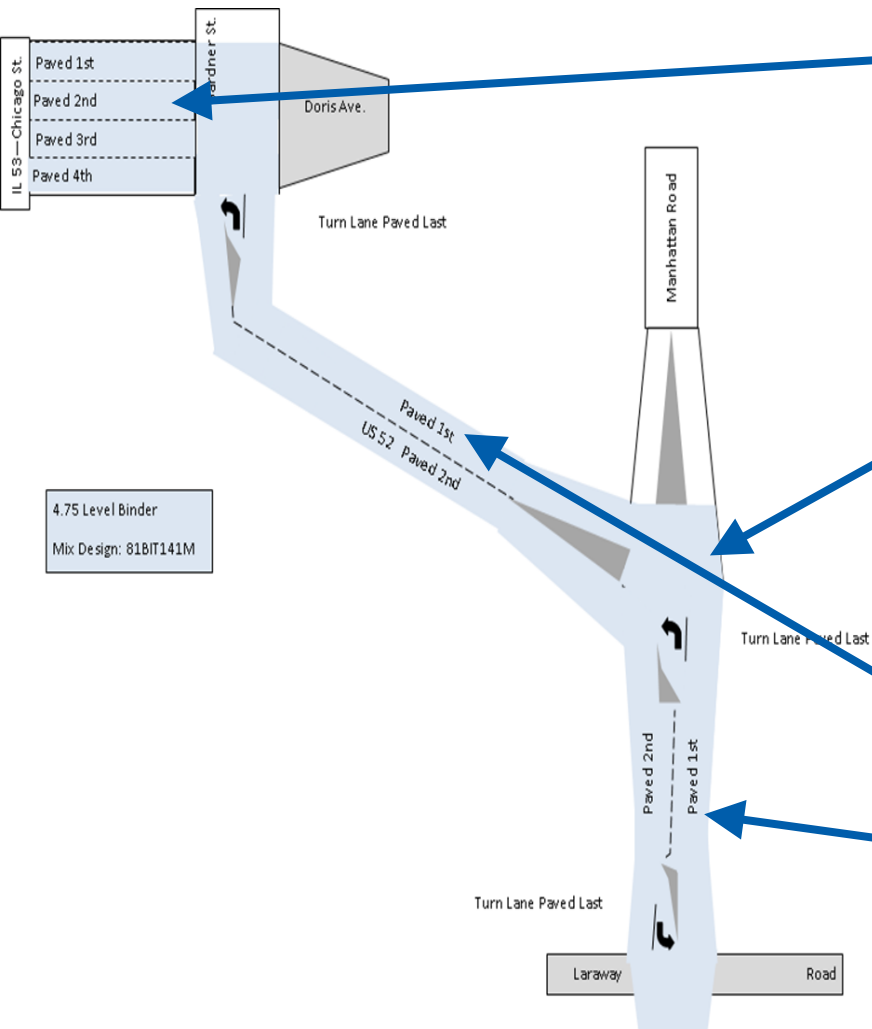 IL 53—Chicago St.
Paved 1st
Paved 2nd
Paved 3rd
Paved 4th
St.
Doris Ave.
Turn Lane Paved Last
Manhattan Road
Paved 1st
US 52 Paved 2nd
4.75 Level Binder
Mix Design: 81BIT141M
Turn Lane Paved Last
Paved 2nd
Paved 1st
Turn Lane Paved Last
Laraway Road